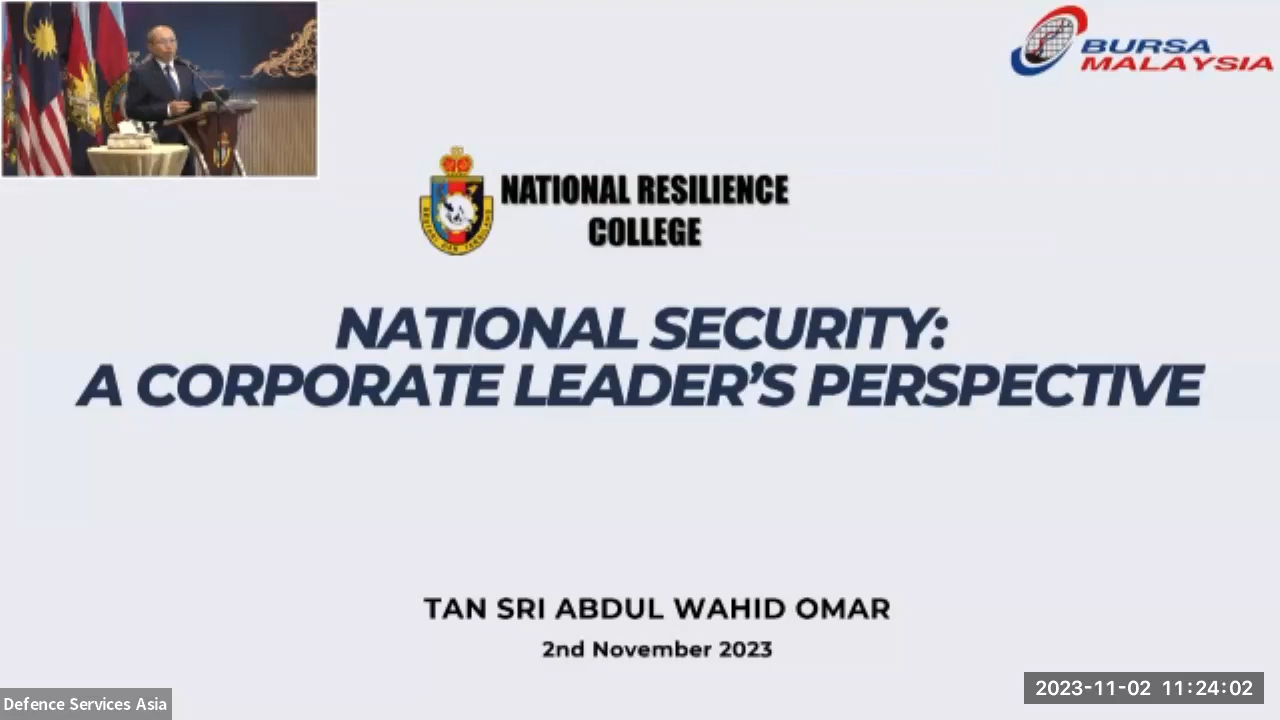 BURSA
MALAYSIA
NATIONAL RESILIENCE
COLLEGE
NATIONAL SECURITY:
A CORPORATE LEADER'S PERSPECTIVE
TAN SRI ABDUL WAHID OMAR
2nd November 2023
2023-11-02 11:24:02
Defence Services Asia